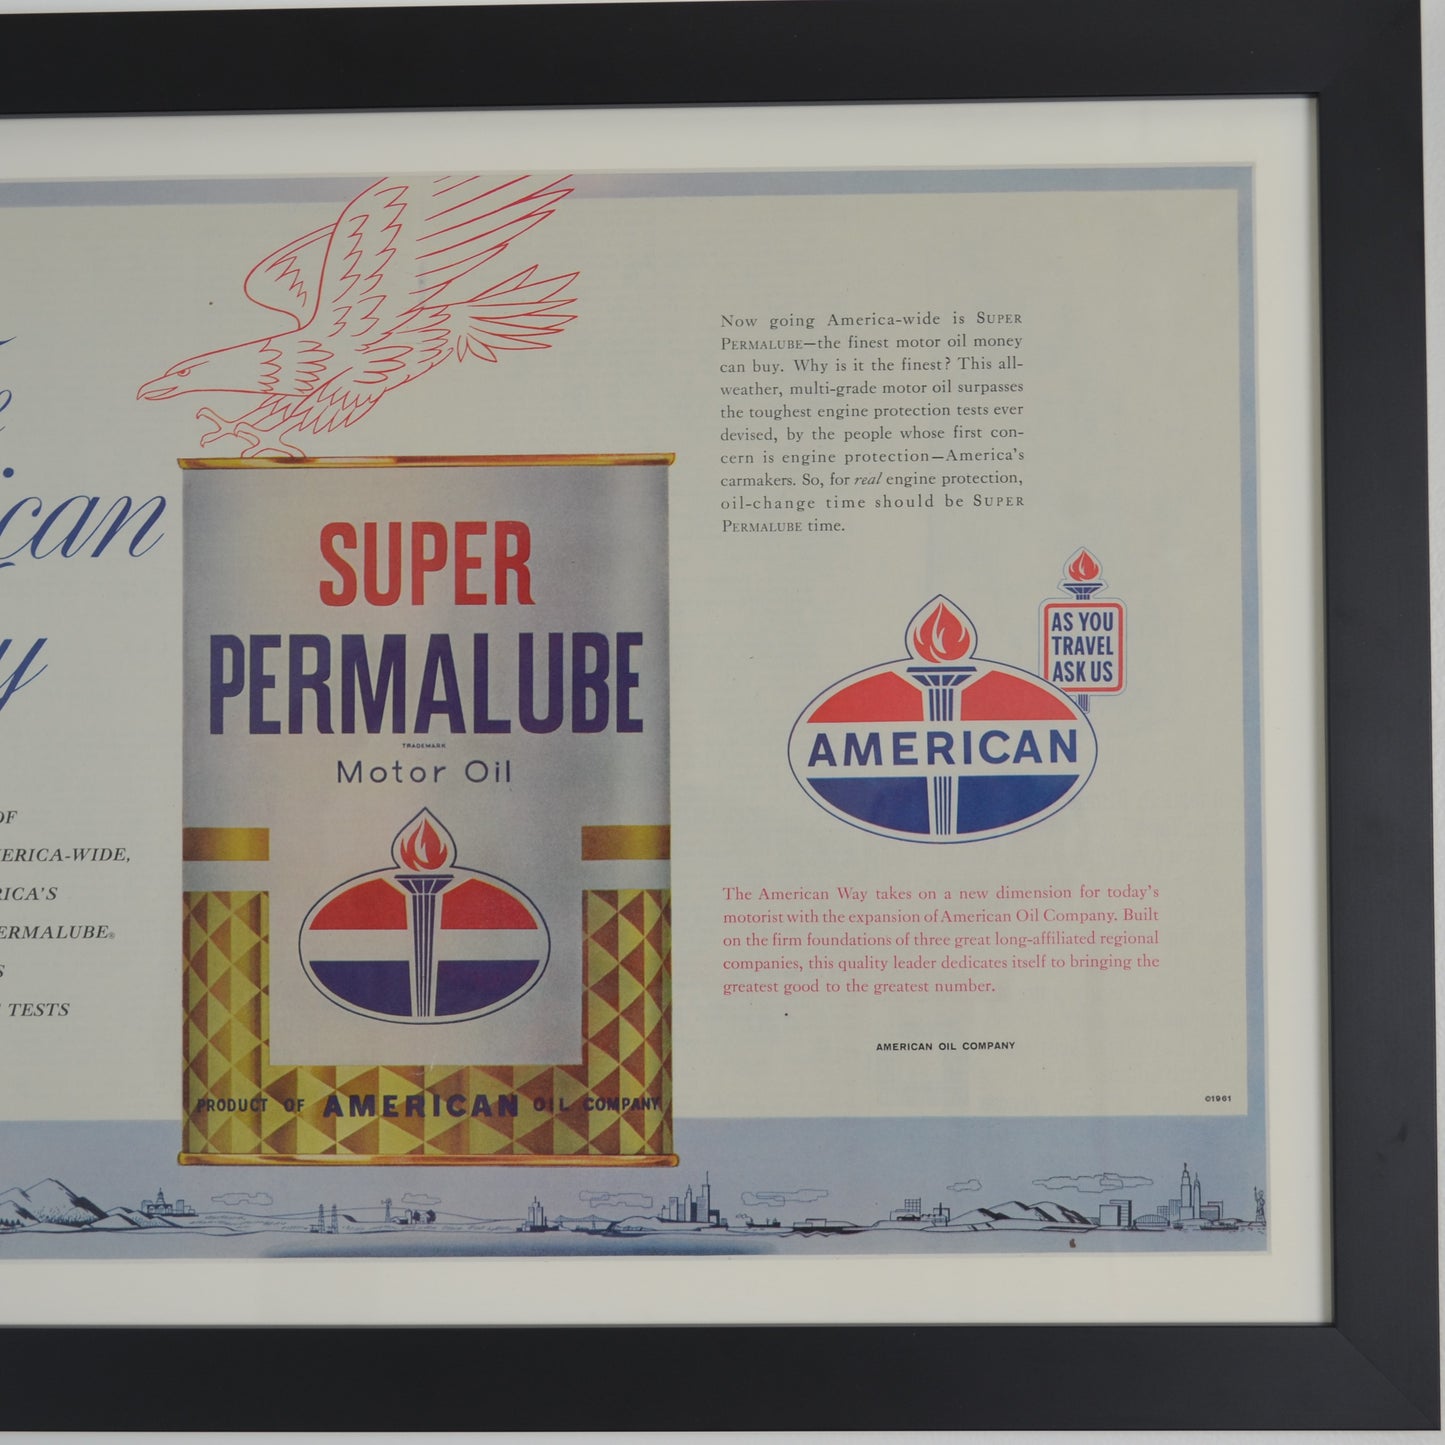 Now going America-wide is SUPER
PERMALUBE—the finest motor oil money
can buy. Why is it the finest? This all-
weather, multi-grade motor oil surpasses
the toughest engine protection tests ever
devised, by the people whose first con-
cern is engine protection—America's
carmakers. So, for real engine protection,
oil-change time should be SUPER
PERMALUBE time.
SUPER
PERMALUBE
TRADEMARK
Motor Oil
PRODUCT OF AMERICAN OIL COMPANY
AS YOU
TRAVEL
ASK US
AMERICAN
ERICA-WIDE,
RICA'S
ERMALUBE®
TESTS
The American Way takes on a new dimension for today's
motorist with the expansion of American Oil Company. Built
on the firm foundations of three great long-affiliated regional
companies, this quality leader dedicates itself to bringing the
greatest good to the greatest number.
AMERICAN OIL COMPANY
©1961